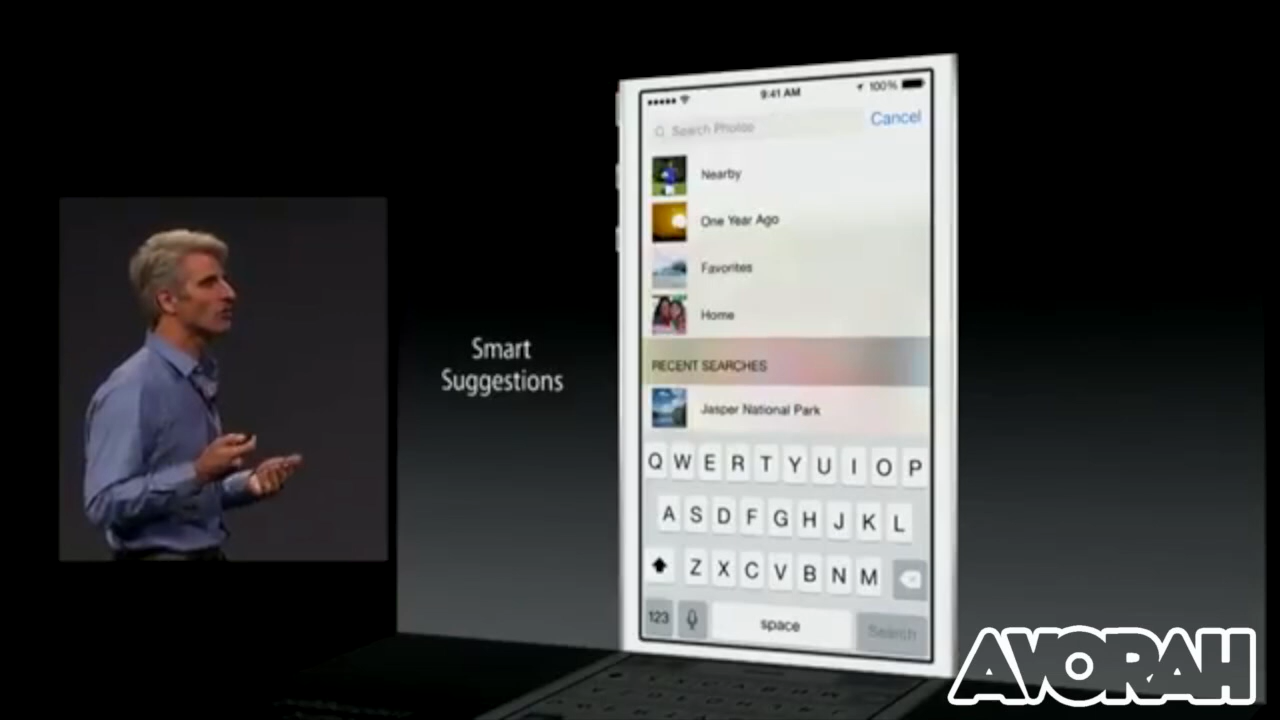 Smart
Suggestions
9:41 AM
100%
Search Photos
Cancel
Nearby
One Year Ago
Favorites
Home
RECENT SEARCHES
Jasper National Park
Q W E R T Y U I O P
A S D F G H J K L
Z X C V B N M
123
space
Search
AVORAH